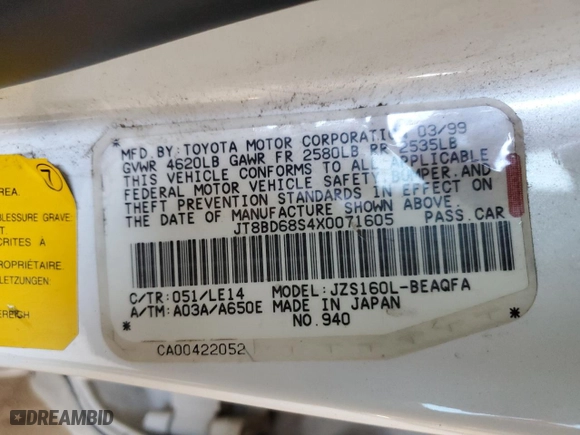 MFD BY: TOYOTA MOTOR CORPORATION 03/99
GVWR 4620LB GAWR FR 2580LB RR 2535LB
THIS VEHICLE CONFORMS TO ALL APPLICABLE
FEDERAL MOTOR VEHICLE SAFETY, BUMPER, AND
THEFT PREVENTION STANDARDS IN EFFECT ON
THE DATE OF MANUFACTURE SHOWN ABOVE.
JT8BD68S4X0071605 PASS. CAR
C/TR: 051/LE14 MODEL: JZS160L-BEAQFA
A/TM: A03A/A650E MADE IN JAPAN
NO. 940
CA00422052
7
REA.
BLESSURE GRAVE
CRITES À
PROPRIÉTAIRE.
REICH
DREAMBID